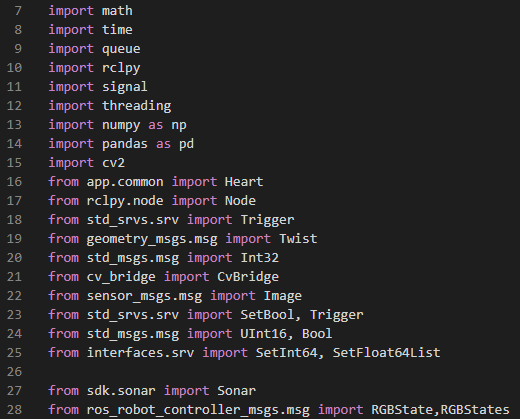 7 import math
8 import time
9 import queue
10 import rclpy
11 import signal
12 import threading
13 import numpy as np
14 import pandas as pd
15 import cv2
16 from app.common import Heart
17 from rclpy.node import Node
18 from std_srvs.srv import Trigger
19 from geometry_msgs.msg import Twist
20 from std_msgs.msg import Int32
21 from cv_bridge import CvBridge
22 from sensor_msgs.msg import Image
23 from std_srvs.srv import SetBool, Trigger
24 from std_msgs.msg import UInt16, Bool
25 from interfaces.srv import SetInt64, SetFloat64List
26
27 from sdk.sonar import Sonar
28 from ros_robot_controller_msgs.msg import RGBState,RGBStates